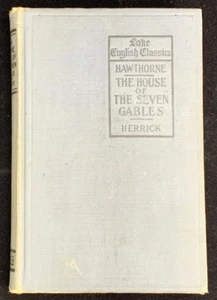 Lake
English Classics
HAWTHORNE
THE HOUSE
OF
THE SEVEN
GABLES
HERRICK